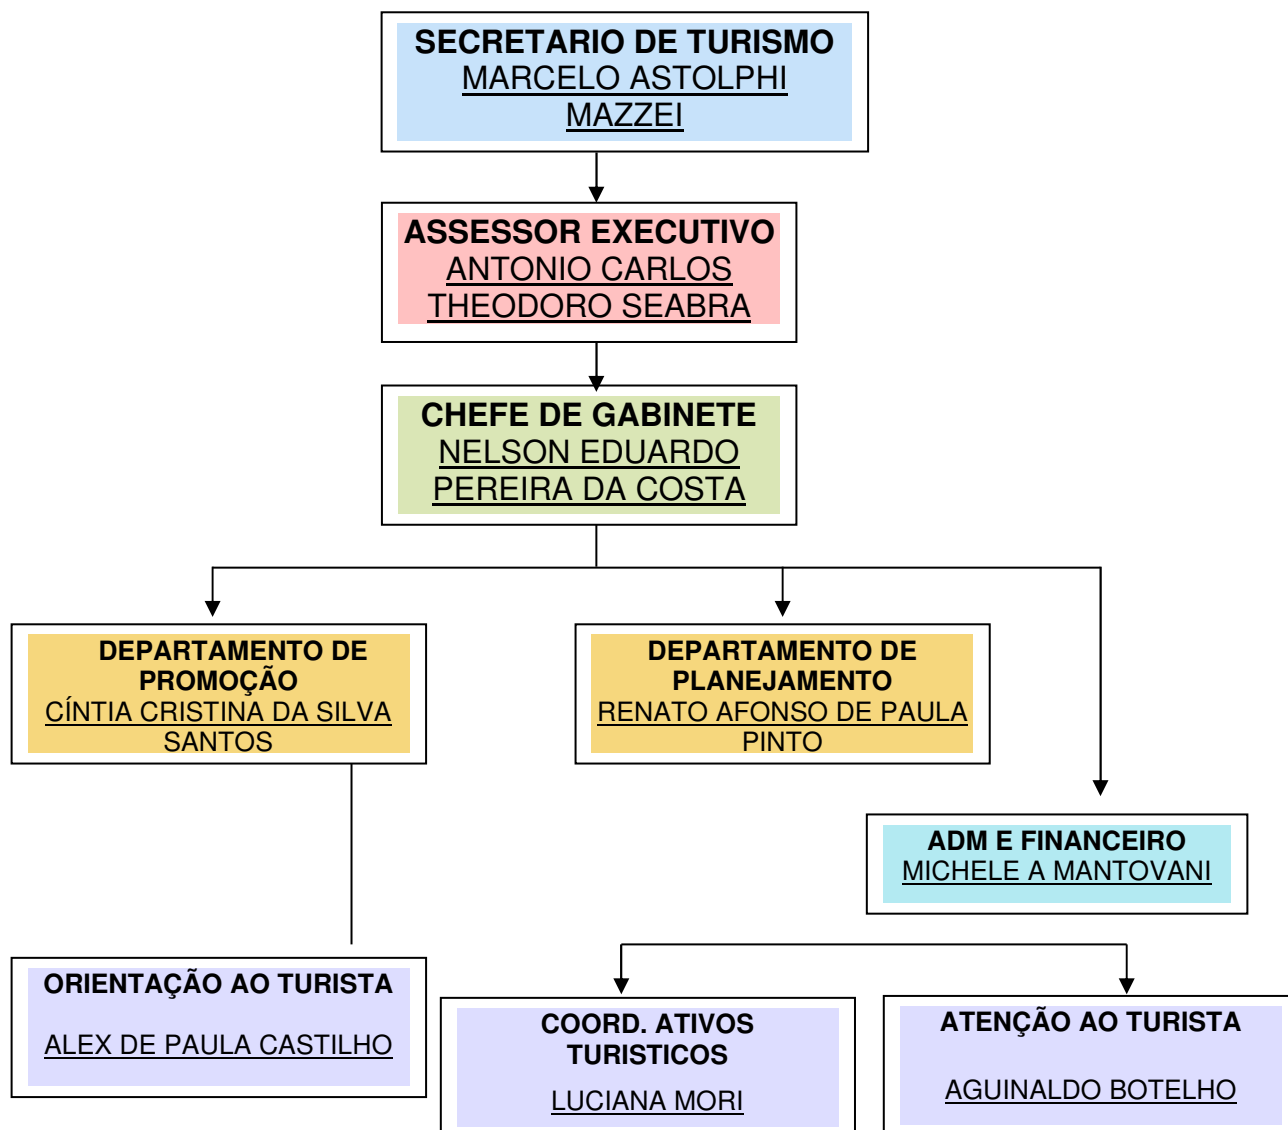 SECRETARIO DE TURISMO
MARCELO ASTOLPHI
MAZZEI
ASSESSOR EXECUTIVO
ANTONIO CARLOS
THEODORO SEABRA
CHEFE DE GABINETE
NELSON EDUARDO
PEREIRA DA COSTA
DEPARTAMENTO DE
PROMOÇÃO
CÍNTIA CRISTINA DA SILVA
SANTOS
DEPARTAMENTO DE
PLANEJAMENTO
RENATO AFONSO DE PAULA
PINTO
ADM E FINANCEIRO
MICHELE A MANTOVANI
ORIENTAÇÃO AO TURISTA
ALEX DE PAULA CASTILHO
COORD. ATIVOS
TURISTICOS
LUCIANA MORI
ATENÇÃO AO TURISTA
AGUINALDO BOTELHO